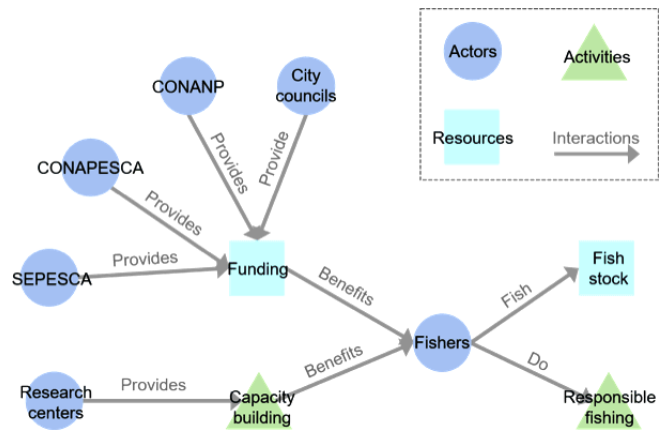 Actors
Activities
Resources
Interactions
CONANP
City
councils
CONAPESCA
Provides
Provide
Provides
SEPESCA
Provides
Funding
Benefits
Fish
stock
Fish
Fishers
Benefits
Do
Research
centers
Provides
Capacity
building
Responsible
fishing